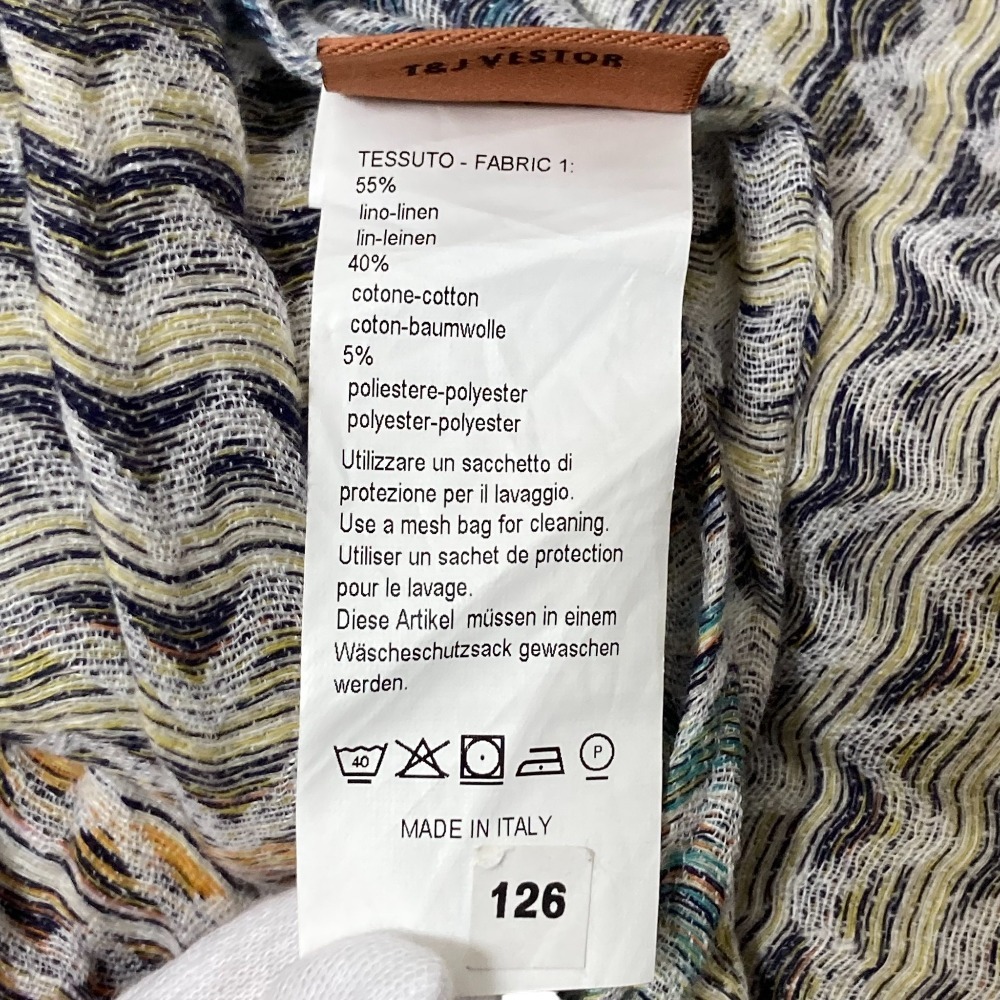 T&J VESTOR
TESSUTO - FABRIC 1:
55%
lino-linen
lin-leinen
40%
cotone-cotton
coton-baumwolle
5%
poliestere-polyester
polyester-polyester
Utilizzare un sacchetto di
protezione per il lavaggio.
Use a mesh bag for cleaning.
Utiliser un sachet de protection
pour le lavage.
Diese Artikel müssen in einem
Wäscheschutzsack gewaschen
werden.
40 P
MADE IN ITALY
126